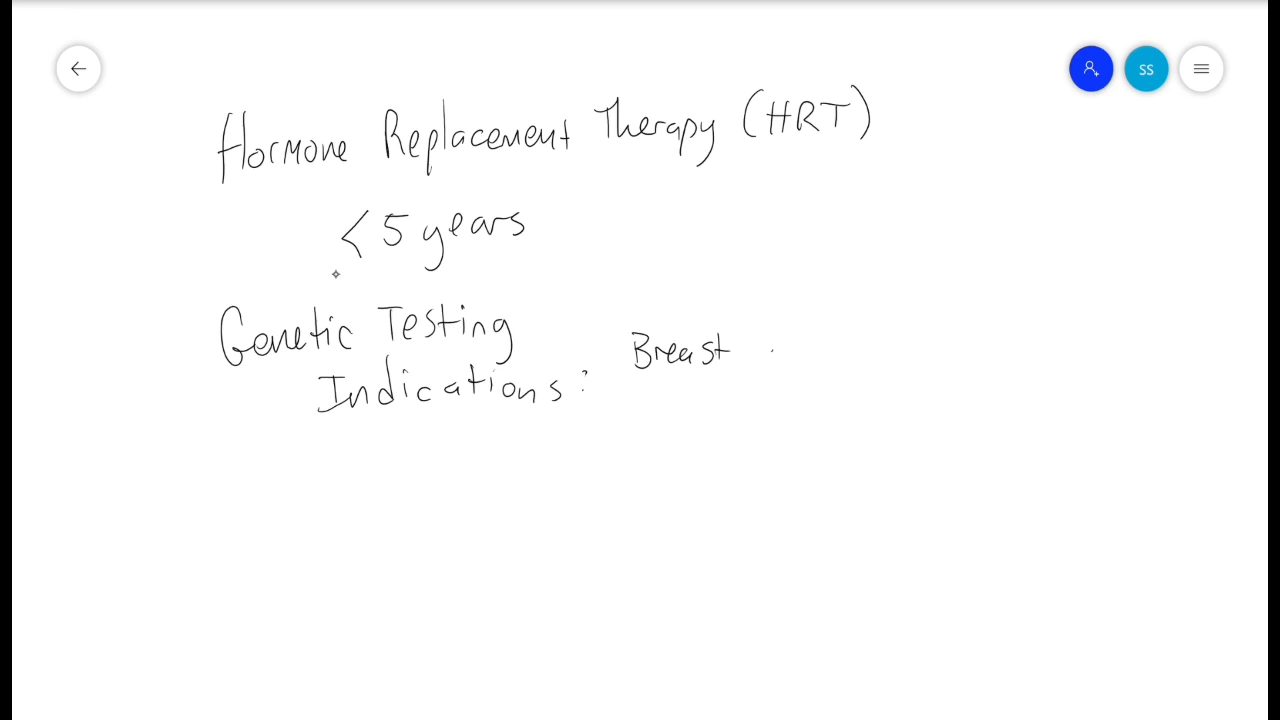 SS
Hormone Replacement Therapy (HRT)
< 5 years
Genetic Testing
Indications: Breast